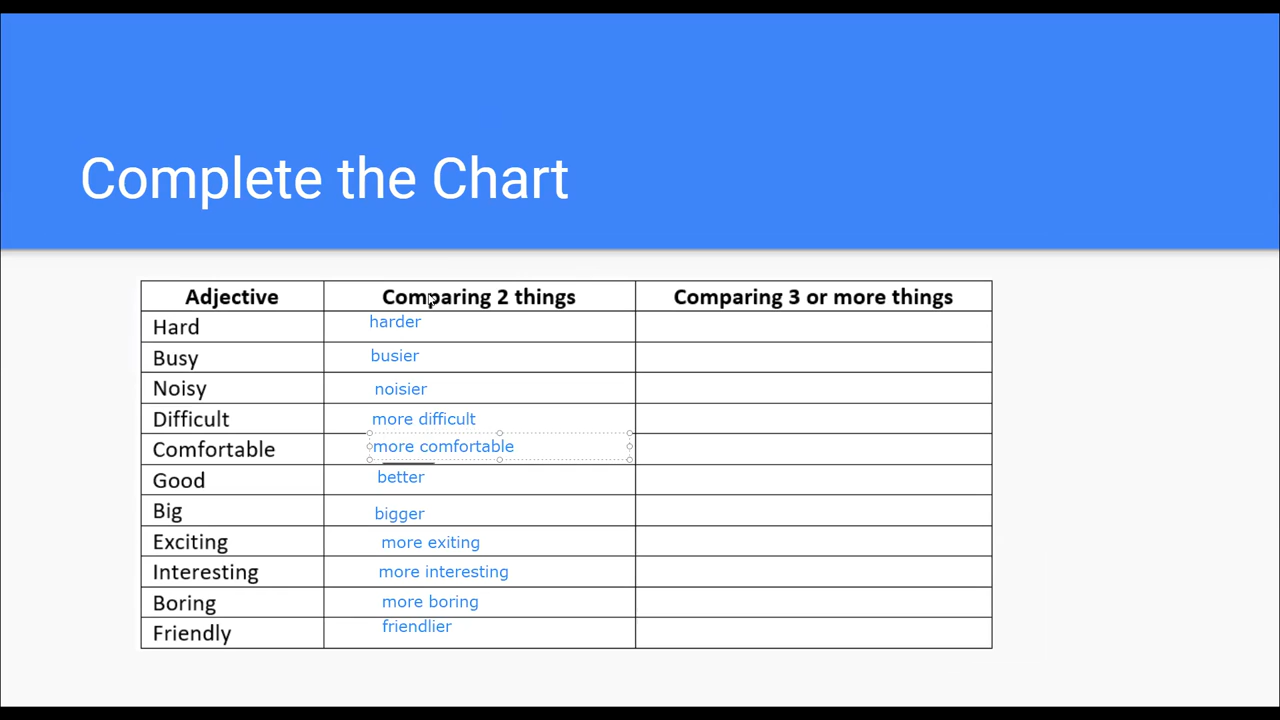 Complete the Chart
Adjective Comparing 2 things Comparing 3 or more things
Hard harder
Busy busier
Noisy noisier
Difficult more difficult
Comfortable more comfortable
Good better
Big bigger
Exciting more exiting
Interesting more interesting
Boring more boring
Friendly friendlier